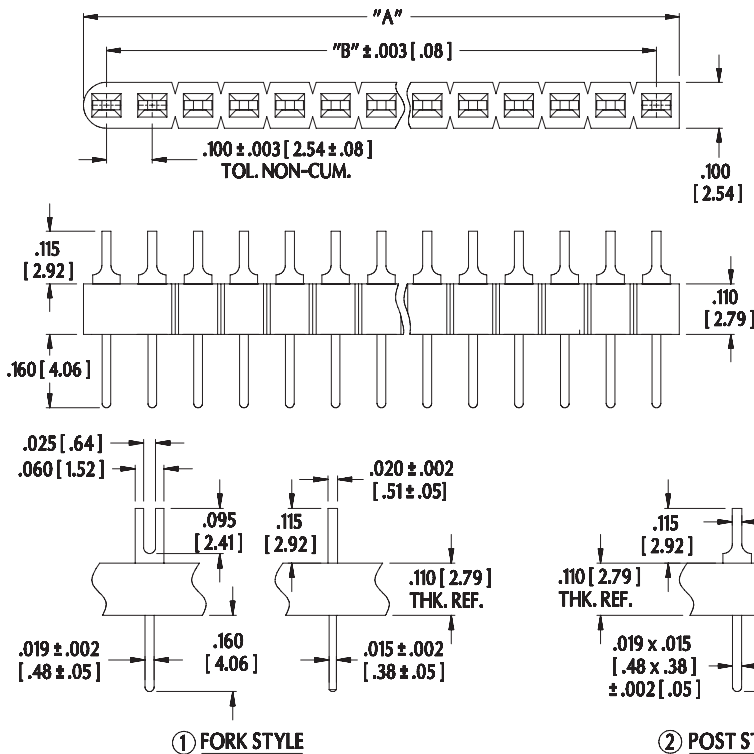 "A"
"B" ± .003 [ .08 ]
.100 ± .003 [ 2.54 ± .08 ]
TOL. NON-CUM.
.100
[ 2.54 ]
.115
[ 2.92 ]
.110
[ 2.79 ]
.160 [ 4.06 ]
.025 [ .64 ]
.060 [ 1.52 ]
.095
[ 2.41 ]
.020 ± .002
[ .51 ± .05 ]
.115
[ 2.92 ]
.110 [ 2.79 ]
THK. REF.
.019 ± .002
[ .48 ± .05 ]
.160
[ 4.06 ]
.015 ± .002
[ .38 ± .05 ]
.115
[ 2.92 ]
.110 [ 2.79 ]
THK. REF.
.019 x .015
[ .48 x .38 ]
± .002 [ .05 ]
1 FORK STYLE
2 POST ST